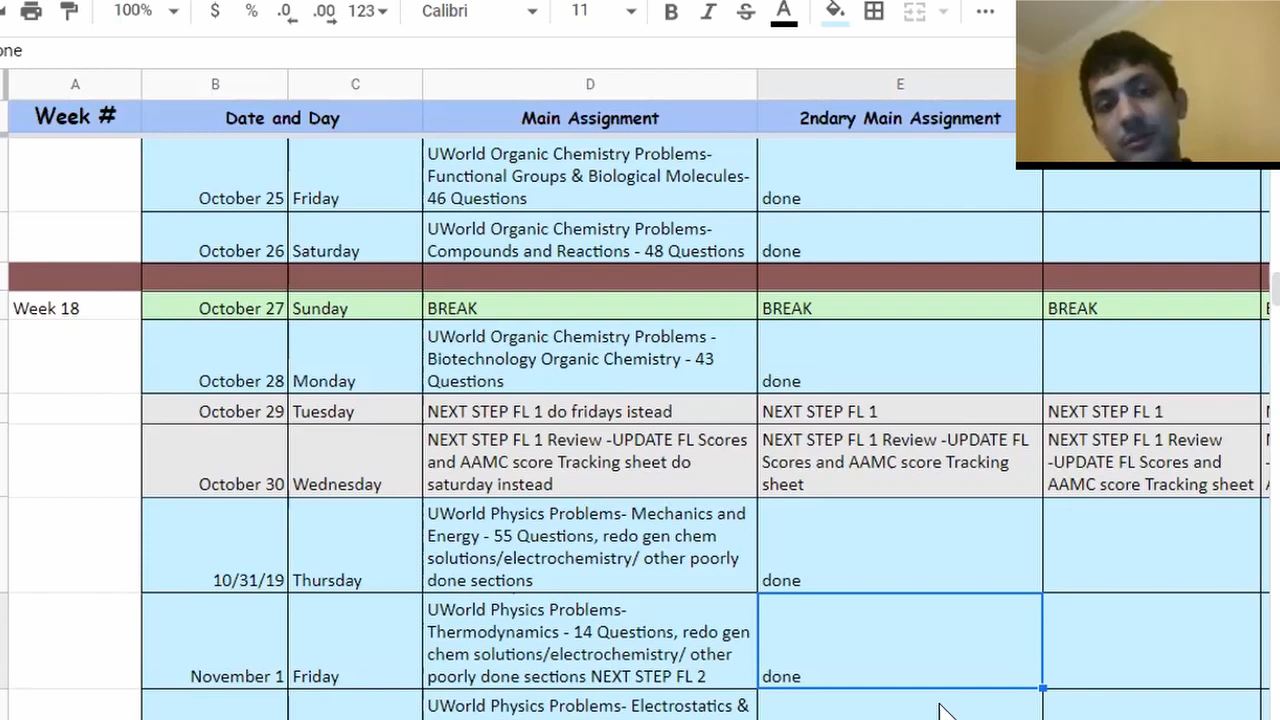 100% $ % .0 .00 123 Calibri 11 B I S A
one
A B C D E
Week # Date and Day Main Assignment 2ndary Main Assignment
UWorld Organic Chemistry Problems-
Functional Groups & Biological Molecules-
October 25 Friday 46 Questions done
UWorld Organic Chemistry Problems-
October 26 Saturday Compounds and Reactions - 48 Questions done
Week 18 October 27 Sunday BREAK BREAK BREAK
UWorld Organic Chemistry Problems -
Biotechnology Organic Chemistry - 43
October 28 Monday Questions done
October 29 Tuesday NEXT STEP FL 1 do fridays istead NEXT STEP FL 1 NEXT STEP FL 1
NEXT STEP FL 1 Review -UPDATE FL Scores NEXT STEP FL 1 Review -UPDATE FL NEXT STEP FL 1 Review
and AAMC score Tracking sheet do Scores and AAMC score Tracking -UPDATE FL Scores and
October 30 Wednesday saturday instead sheet AAMC score Tracking sheet
UWorld Physics Problems- Mechanics and
Energy - 55 Questions, redo gen chem
solutions/electrochemistry/ other poorly
10/31/19 Thursday done sections done
UWorld Physics Problems-
Thermodynamics - 14 Questions, redo gen
chem solutions/electrochemistry/ other
November 1 Friday poorly done sections NEXT STEP FL 2 done
UWorld Physics Problems- Electrostatics &